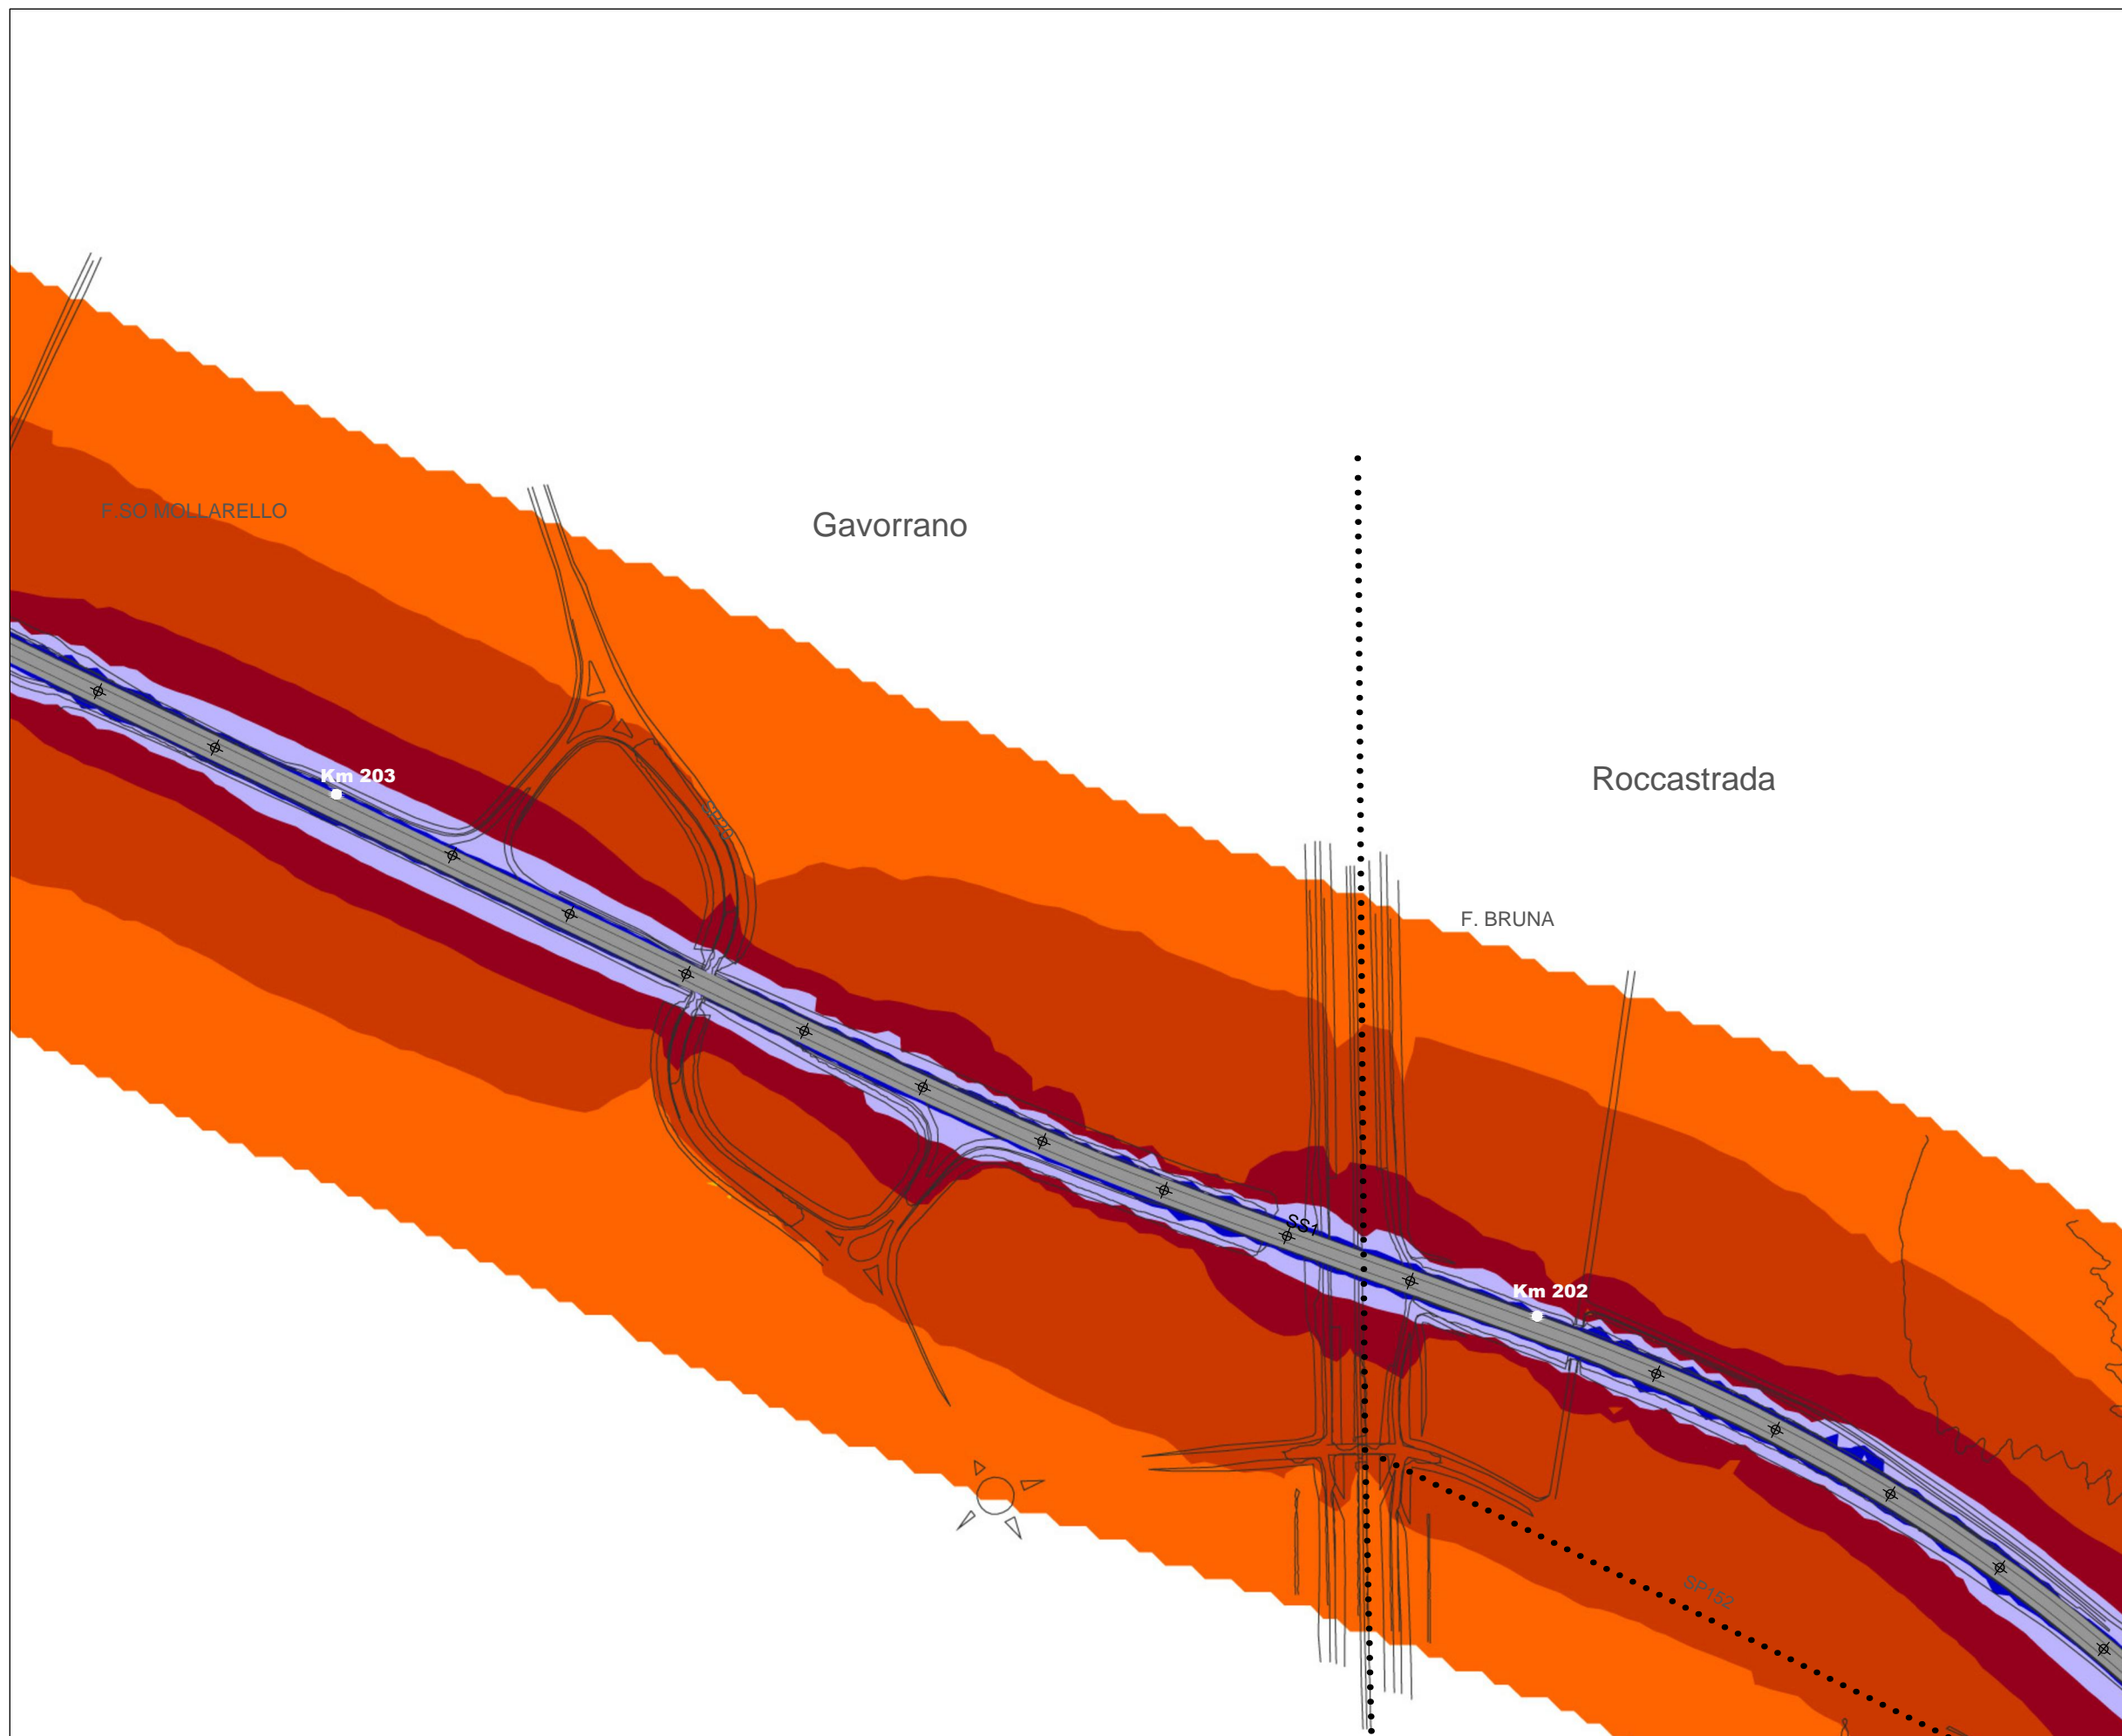 F.SO MOLLARELLO
Gavorrano
Km 203
Roccastrada
F. BRUNA
SS1
Km 202
SP152